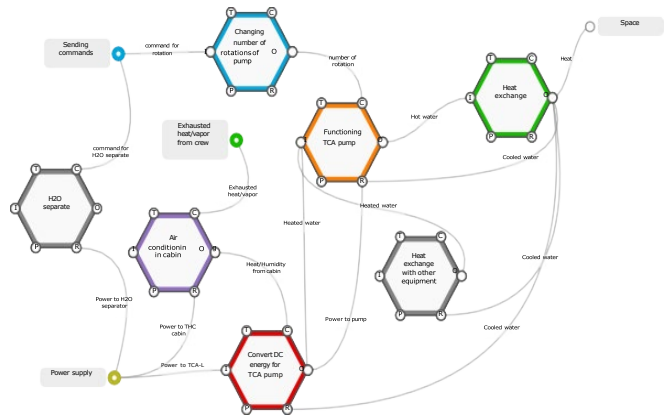 Space
T
C
Changing
number of
rotations of
pump
I
O
P
R
Sending
commands
command for
rotation
number of
rotation
Heat
T
C
Heat
exchange
I
O
P
R
Exhausted
heat/vapor
from crew
T
C
Functioning
TCA pump
I
O
P
R
Hot water
Cooled water
command for
H2O separate
T
C
H2O
separate
I
O
P
R
Exhausted
heat/vapor
Heated water
Heated water
T
C
Air
conditionin
in cabin
I
O
P
R
T
C
Heat
exchange
with other
equipment
I
O
P
R
Heat/Humidity
from cabin
Cooled water
Power to H2O
separator
Power to THC
cabin
Power to pump
Cooled water
Power supply
Power to TCA-L
T
C
Convert DC
energy for
TCA pump
I
O
P
R